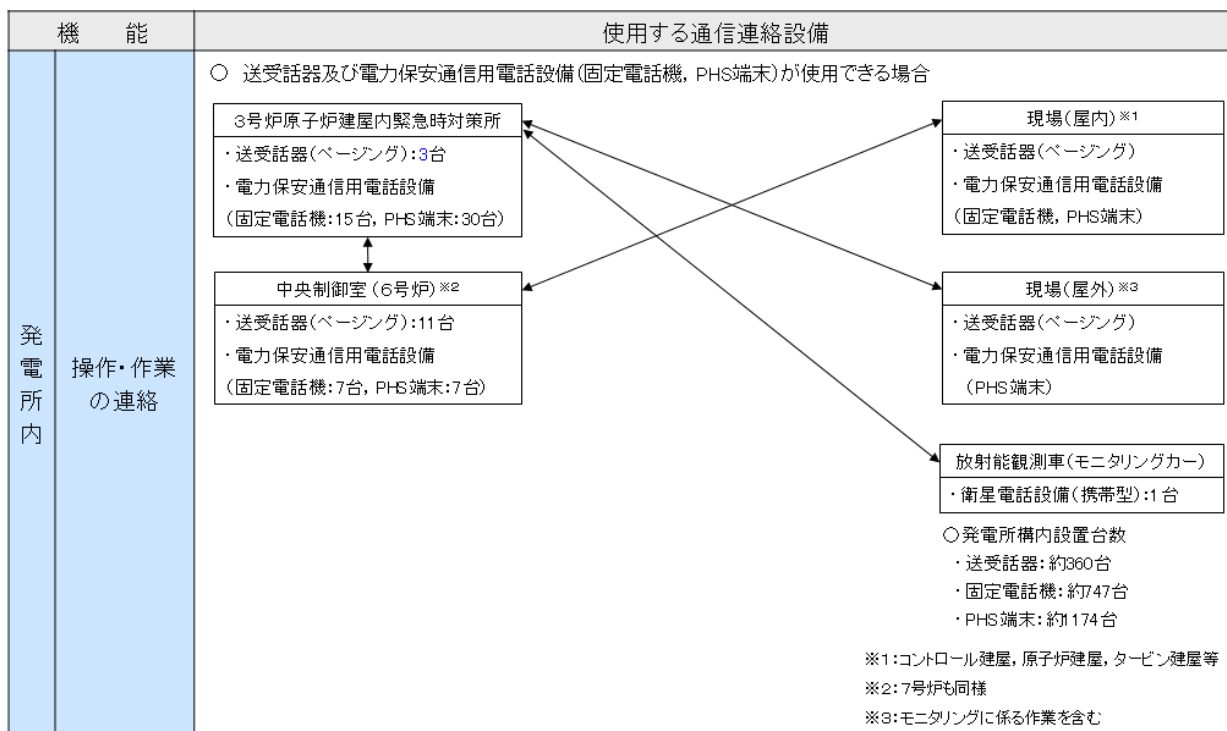 機　能
使用する通信連絡設備
発電所内
操作・作業
の連絡
○ 送受話器及び電力保安通信用電話設備(固定電話機, PHS端末)が使用できる場合
3号炉原子炉建屋内緊急時対策所
・送受話器(ページング):3台
・電力保安通信用電話設備
(固定電話機:15台, PHS端末:30台)
中央制御室(6号炉)※2
・送受話器(ページング):11台
・電力保安通信用電話設備
(固定電話機:7台, PHS端末:7台)
現場(屋内)※1
・送受話器(ページング)
・電力保安通信用電話設備
(固定電話機, PHS端末)
現場(屋外)※3
・送受話器(ページング)
・電力保安通信用電話設備
(PHS端末)
放射能観測車(モニタリングカー)
・衛星電話設備(携帯型):1台
○発電所構内設置台数
・送受話器:約360台
・固定電話機:約747台
・PHS端末:約1174台
※1:コントロール建屋, 原子炉建屋, タービン建屋等
※2:7号炉も同様
※3:モニタリングに係る作業を含む